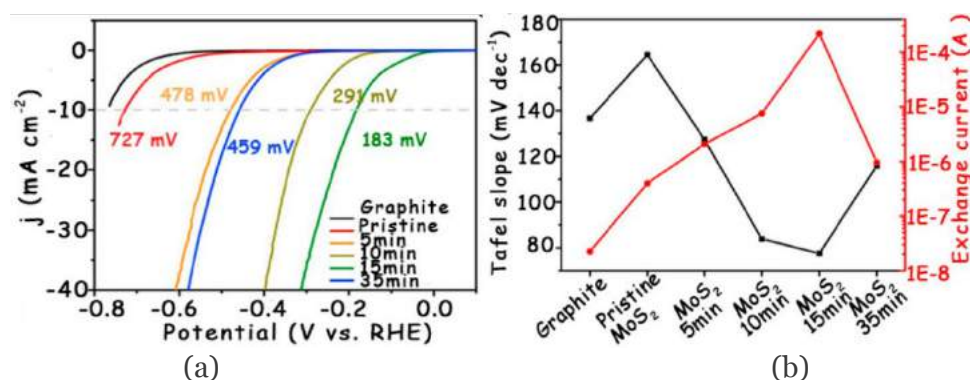 (a)
0
-10
-20
-30
-40
j (mA cm⁻²)
478 mV
291 mV
727 mV
459 mV
183 mV
Graphite
Pristine
5min
10min
15min
35min
-0.8
-0.6
-0.4
-0.2
0.0
Potential (V vs. RHE)
(a)
(b)
180
160
140
120
100
80
Tafel slope (mV dec⁻¹)
1E-4
1E-5
1E-6
1E-7
1E-8
Exchange current (A)
Graphite
Pristine
MoS₂
MoS₂
5min
MoS₂
10min
MoS₂
15min
MoS₂
35min
(b)